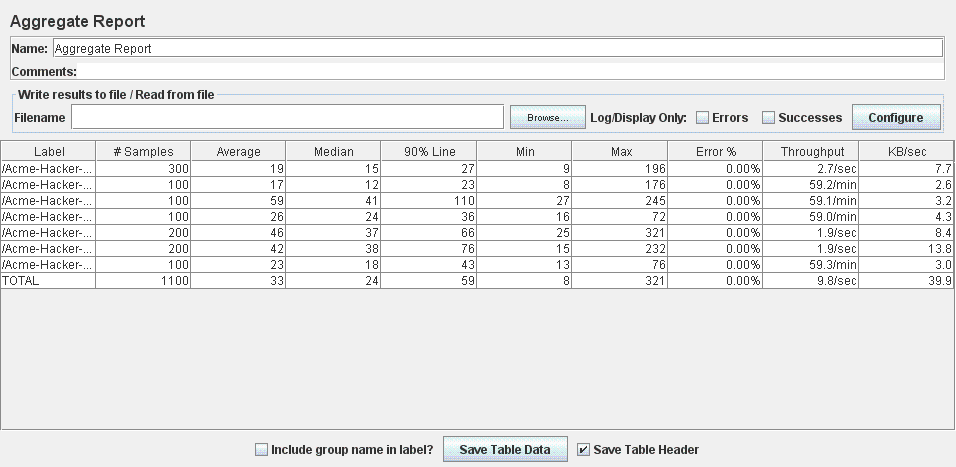 Aggregate Report
Name: Aggregate Report
Comments:
Write results to file / Read from file
Filename Browse... Log/Display Only: Errors Successes Configure
Label # Samples Average Median 90% Line Min Max Error % Throughput KB/sec
/Acme-Hacker-... 300 19 15 27 9 196 0.00% 2.7/sec 7.7
/Acme-Hacker-... 100 17 12 23 8 176 0.00% 59.2/min 2.6
/Acme-Hacker-... 100 59 41 110 27 245 0.00% 59.1/min 3.2
/Acme-Hacker-... 100 26 24 36 16 72 0.00% 59.0/min 4.3
/Acme-Hacker-... 200 46 37 66 25 321 0.00% 1.9/sec 8.4
/Acme-Hacker-... 200 42 38 76 15 232 0.00% 1.9/sec 13.8
/Acme-Hacker-... 100 23 18 43 13 76 0.00% 59.3/min 3.0
TOTAL 1100 33 24 59 8 321 0.00% 9.8/sec 39.9
Include group name in label? Save Table Data Save Table Header